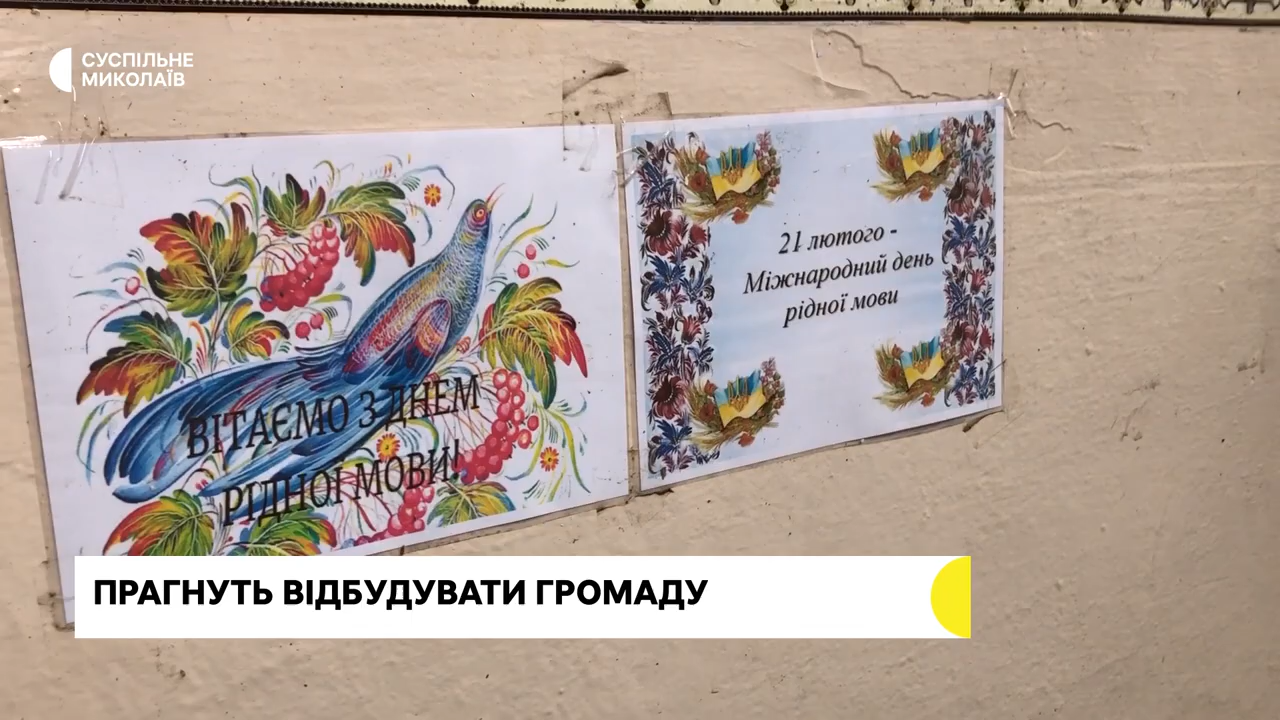 СУСПІЛЬНЕ
МИКОЛАЇВ
ВІТАЄМО З ДНЕМ
РІДНОЇ МОВИ!
21 лютого -
Міжнародний день
рідної мови
ПРАГНУТЬ ВІДБУДУВАТИ ГРОМАДУ